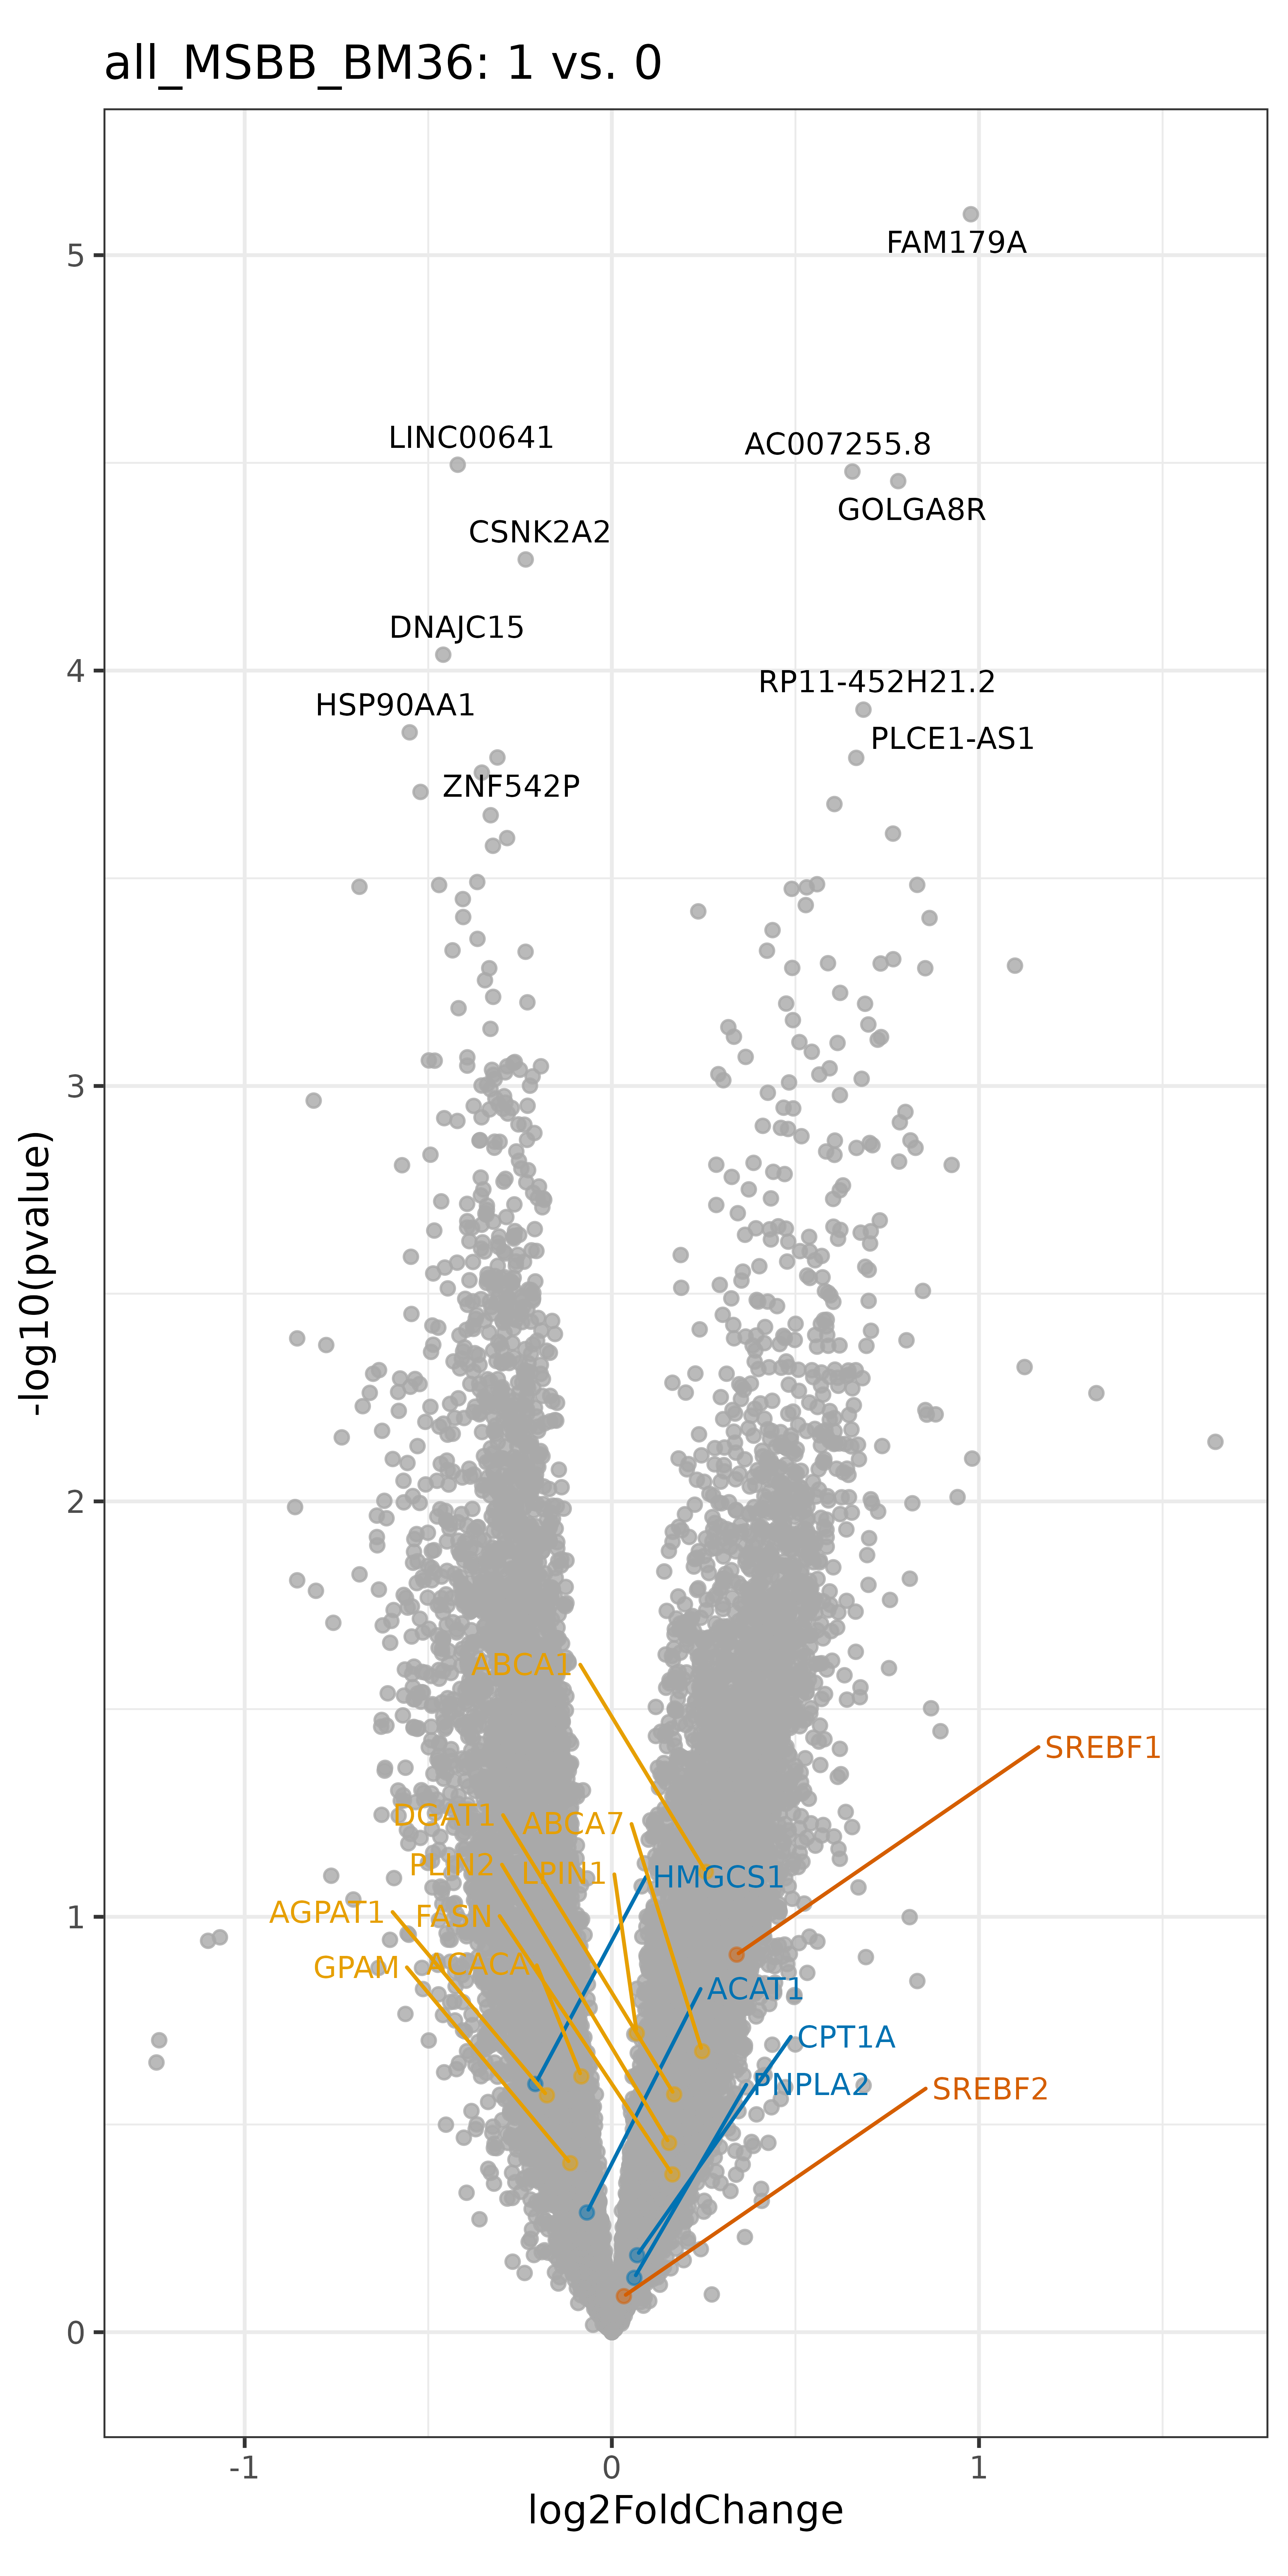 all_MSBB_BM36: 1 vs. 0
FAM179A
5
LINC00641
AC007255.8
GOLGA8R
CSNK2A2
DNAJC15
4
RP11-452H21.2
HSP90AA1
PLCE1-AS1
ZNF542P
3
-log10(pvalue)
2
ABCA1
SREBF1
DGAT1
ABCA7
PLIN2
LPIN1
HMGCS1
AGPAT1
FASN
1
GPAM
ACACA
ACAT1
CPT1A
PNPLA2
SREBF2
0
-1
0
1
log2FoldChange